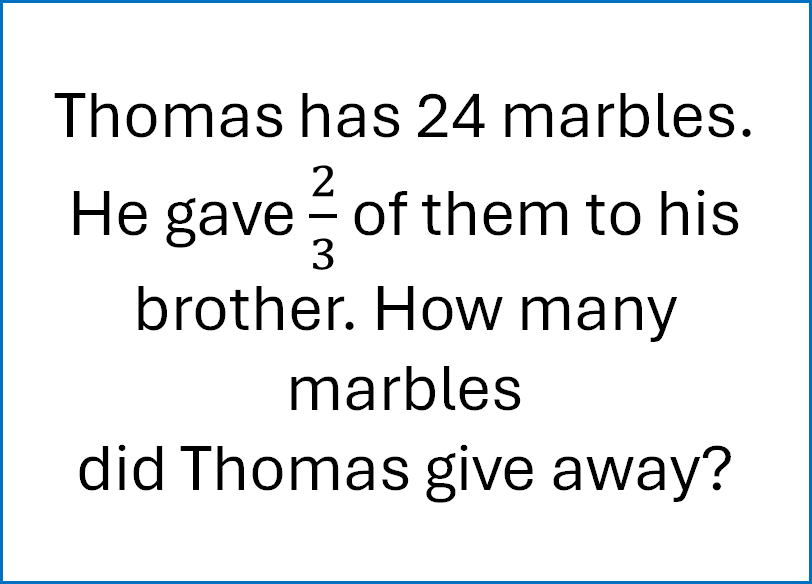 Thomas has 24 marbles.
He gave 2/3 of them to his
brother. How many
marbles
did Thomas give away?